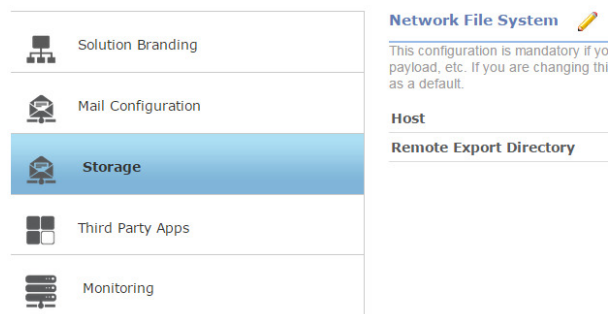 Solution Branding
Mail Configuration
Storage
Third Party Apps
Monitoring
Network File System
This configuration is mandatory if yo
payload, etc. If you are changing thi
as a default.
Host
Remote Export Directory